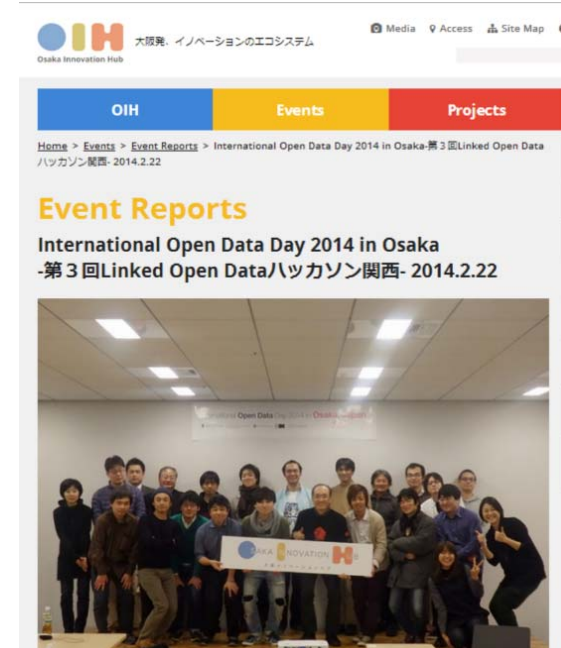 OIH
Osaka Innovation Hub
大阪発、イノベーションのエコシステム
Media Access Site Map
OIH Events Projects
Home > Events > Event Reports > International Open Data Day 2014 in Osaka-第３回Linked Open Data
ハッカソン関西- 2014.2.22
Event Reports
International Open Data Day 2014 in Osaka
-第３回Linked Open Dataハッカソン関西- 2014.2.22
International Open Data Day 2014 in Osaka
OSAKA INNOVATION HUB